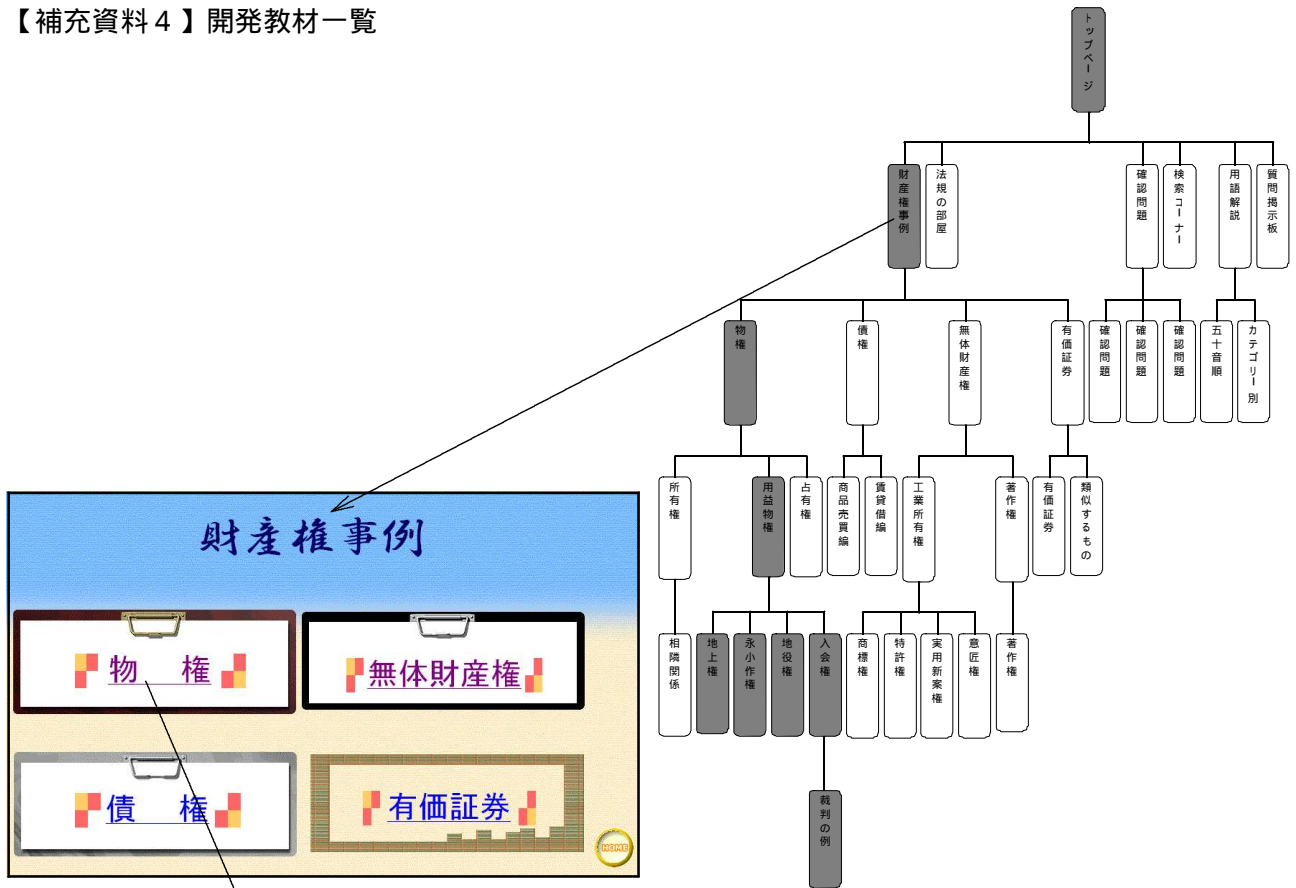 【補充資料４】開発教材一覧
トップページ
財産権事例
法規の部屋
確認問題
検索コーナー
用語解説
質問掲示板
物権
債権
無体財産権
有価証券
確認問題
確認問題
確認問題
五十音順
カテゴリー別
所有権
用益物権
占有権
商品売買編
賃貸借編
工業所有権
著作権
有価証券
類似するもの
相隣関係
地上権
永小作権
地役権
入会権
商標権
特許権
実用新案権
意匠権
著作権
裁判の例
財産権事例
物　権
無体財産権
債　権
有価証券
HOME